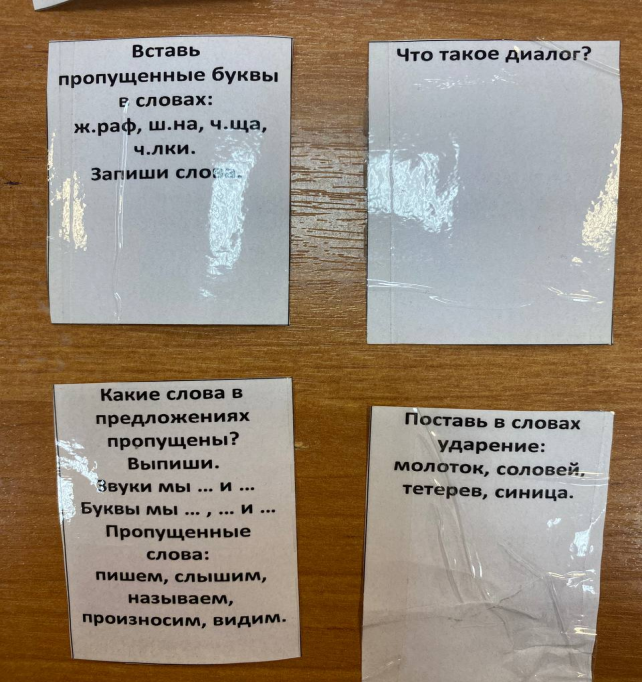 Вставь
пропущенные буквы
в словах:
ж.раф, ш.на, ч.ща,
ч.лки.
Запиши слова.
Что такое диалог?
Какие слова в
предложениях
пропущены?
Выпиши.
Звуки мы ... и ...
Буквы мы ... , ... и ...
Пропущенные
слова:
пишем, слышим,
называем,
произносим, видим.
Поставь в словах
ударение:
молоток, соловей,
тетерев, синица.